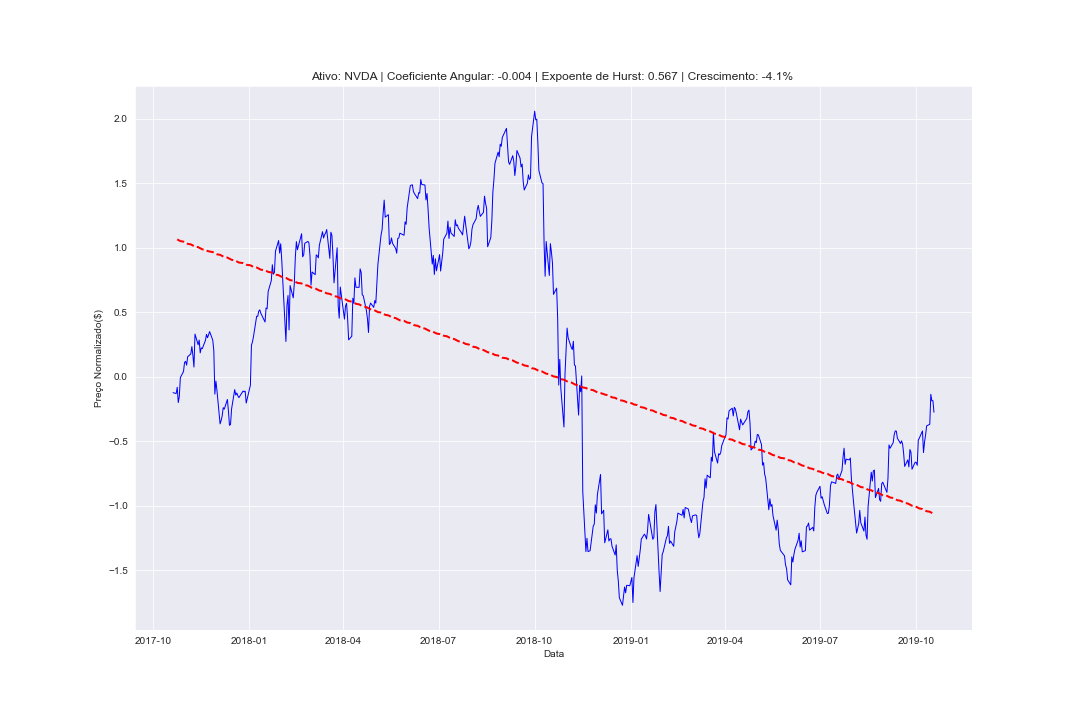 Ativo: NVDA | Coeficiente Angular: -0.004 | Expoente de Hurst: 0.567 | Crescimento: -4.1%
2.0
1.5
1.0
0.5
0.0
−0.5
−1.0
−1.5
Preço Normalizado($)
2017-10 2018-01 2018-04 2018-07 2018-10 2019-01 2019-04 2019-07 2019-10
Data